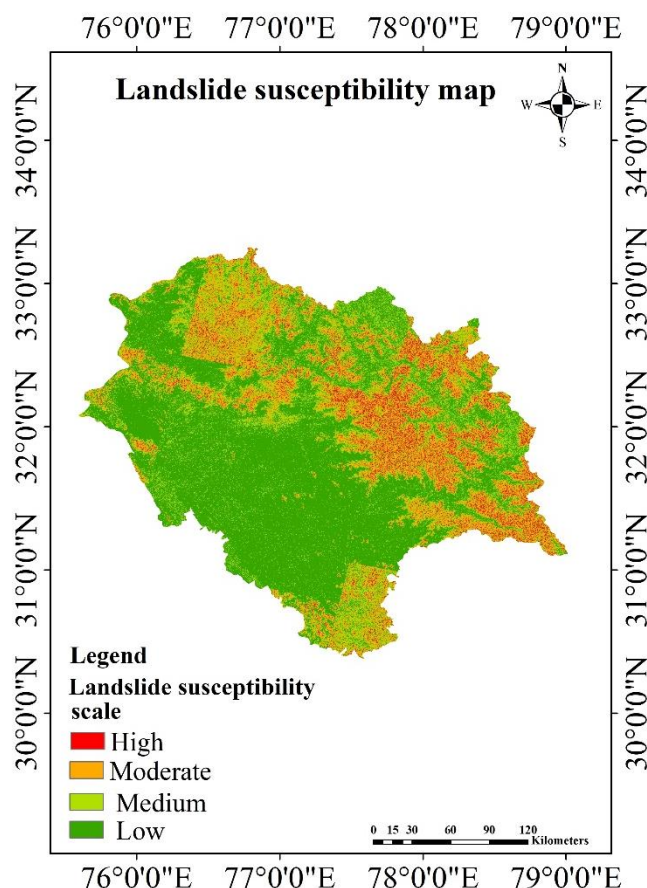 76°0'0"E 77°0'0"E 78°0'0"E 79°0'0"E
Landslide susceptibility map
N
W E
S
34°0'0"N 34°0'0"N
33°0'0"N 33°0'0"N
32°0'0"N 32°0'0"N
31°0'0"N 31°0'0"N
30°0'0"N 30°0'0"N
Legend
Landslide susceptibility
scale
High
Moderate
Medium
Low
0 15 30 60 90 120
Kilometers
76°0'0"E 77°0'0"E 78°0'0"E 79°0'0"E